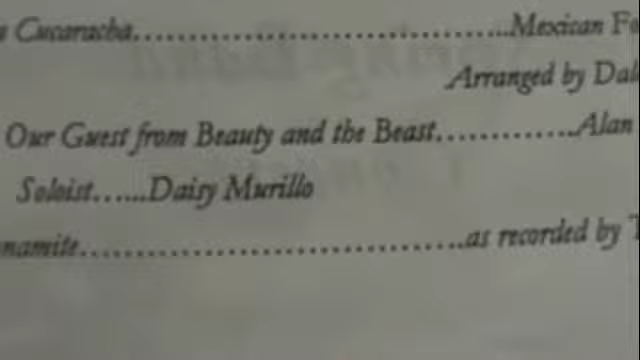 a Cucaracha..........................................Mexican Fo
Arranged by Dal
Our Guest from Beauty and the Beast............Alan
Soloist......Daisy Murillo
namite...........................................as recorded by T